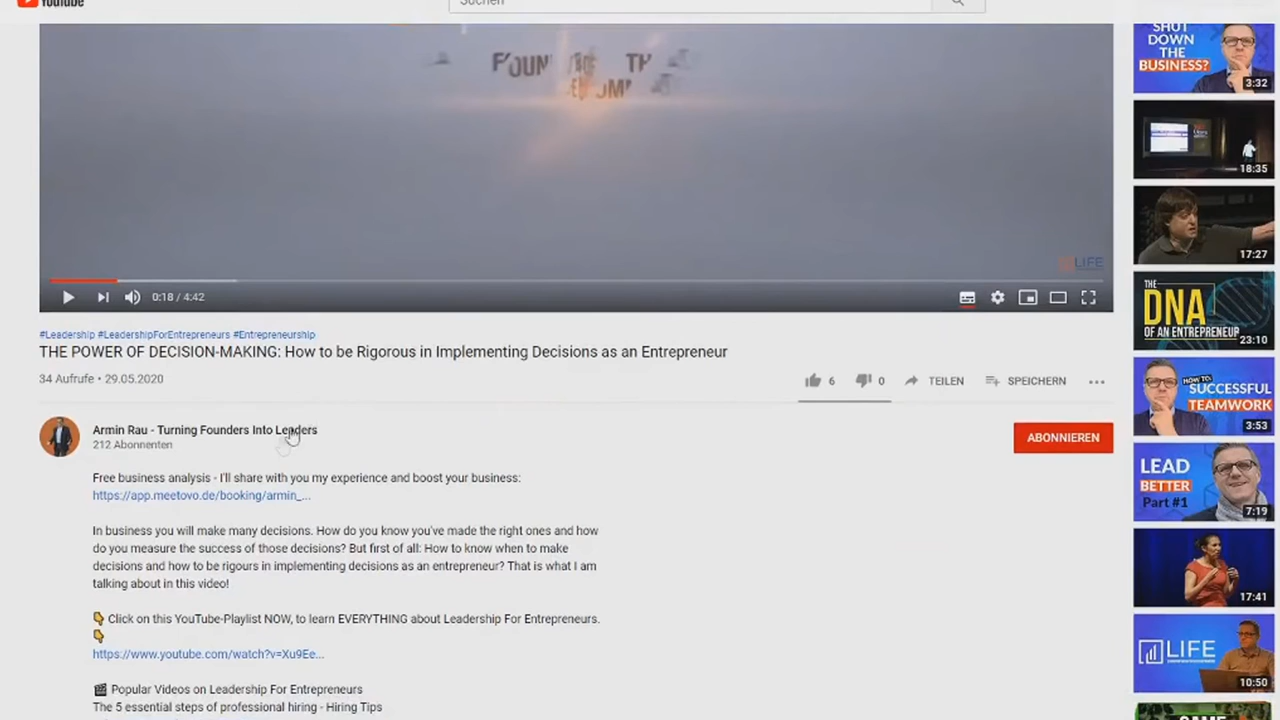 YouTube
Suchen
LIFE
0:18 / 4:42
#Leadership #LeadershipForEntrepreneurs #Entrepreneurship
THE POWER OF DECISION-MAKING: How to be Rigorous in Implementing Decisions as an Entrepreneur
34 Aufrufe • 29.05.2020
6
0
TEILEN
SPEICHERN
Armin Rau - Turning Founders Into Leaders
212 Abonnenten
ABONNIEREN
Free business analysis - I'll share with you my experience and boost your business:
https://app.meetovo.de/booking/armin_...
In business you will make many decisions. How do you know you've made the right ones and how
do you measure the success of those decisions? But first of all: How to know when to make
decisions and how to be rigours in implementing decisions as an entrepreneur? That is what I am
talking about in this video!
👇 Click on this YouTube-Playlist NOW, to learn EVERYTHING about Leadership For Entrepreneurs.
👇
https://www.youtube.com/watch?v=Xu9Ee...
🎬 Popular Videos on Leadership For Entrepreneurs
The 5 essential steps of professional hiring - Hiring Tips
SHUT
DOWN
THE
BUSINESS?
3:32
18:35
17:27
THE
DNA
OF AN ENTREPRENEUR
23:10
HOW TO:
SUCCESSFUL
TEAMWORK
3:53
LEAD
BETTER
Part #1
7:19
17:41
LIFE
10:50